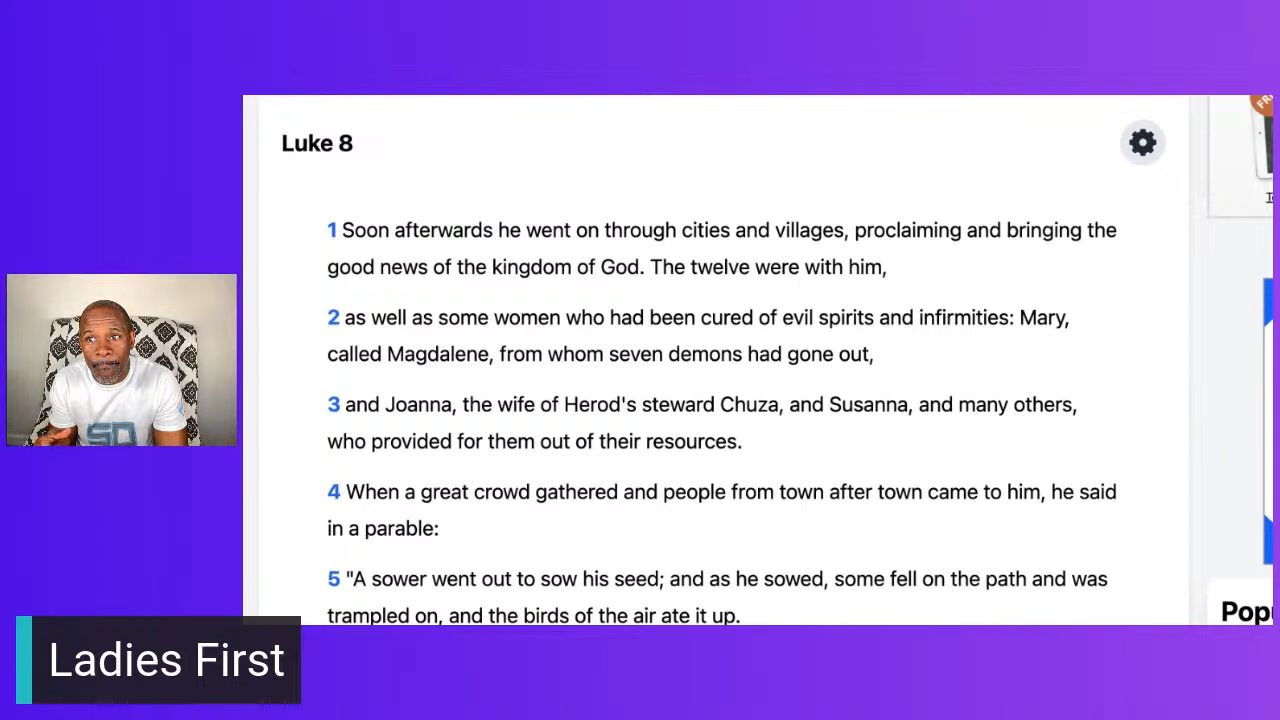 Luke 8
1 Soon afterwards he went on through cities and villages, proclaiming and bringing the
good news of the kingdom of God. The twelve were with him,
2 as well as some women who had been cured of evil spirits and infirmities: Mary,
called Magdalene, from whom seven demons had gone out,
3 and Joanna, the wife of Herod's steward Chuza, and Susanna, and many others,
who provided for them out of their resources.
4 When a great crowd gathered and people from town after town came to him, he said
in a parable:
5 "A sower went out to sow his seed; and as he sowed, some fell on the path and was
trampled on, and the birds of the air ate it up.
Ladies First